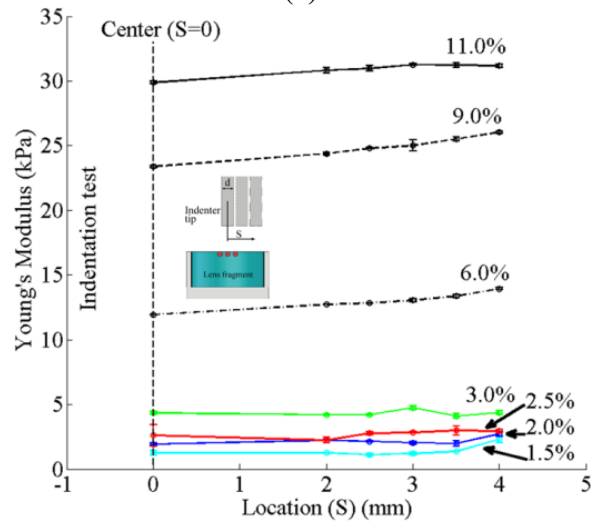 Center (S=0)
11.0%
9.0%
6.0%
3.0%
2.5%
2.0%
1.5%
d
Indenter
tip
S
Lens fragment
Young's Modulus (kPa)
Indentation test
35
30
25
20
15
10
5
0
-1 0 1 2 3 4 5
Location (S) (mm)